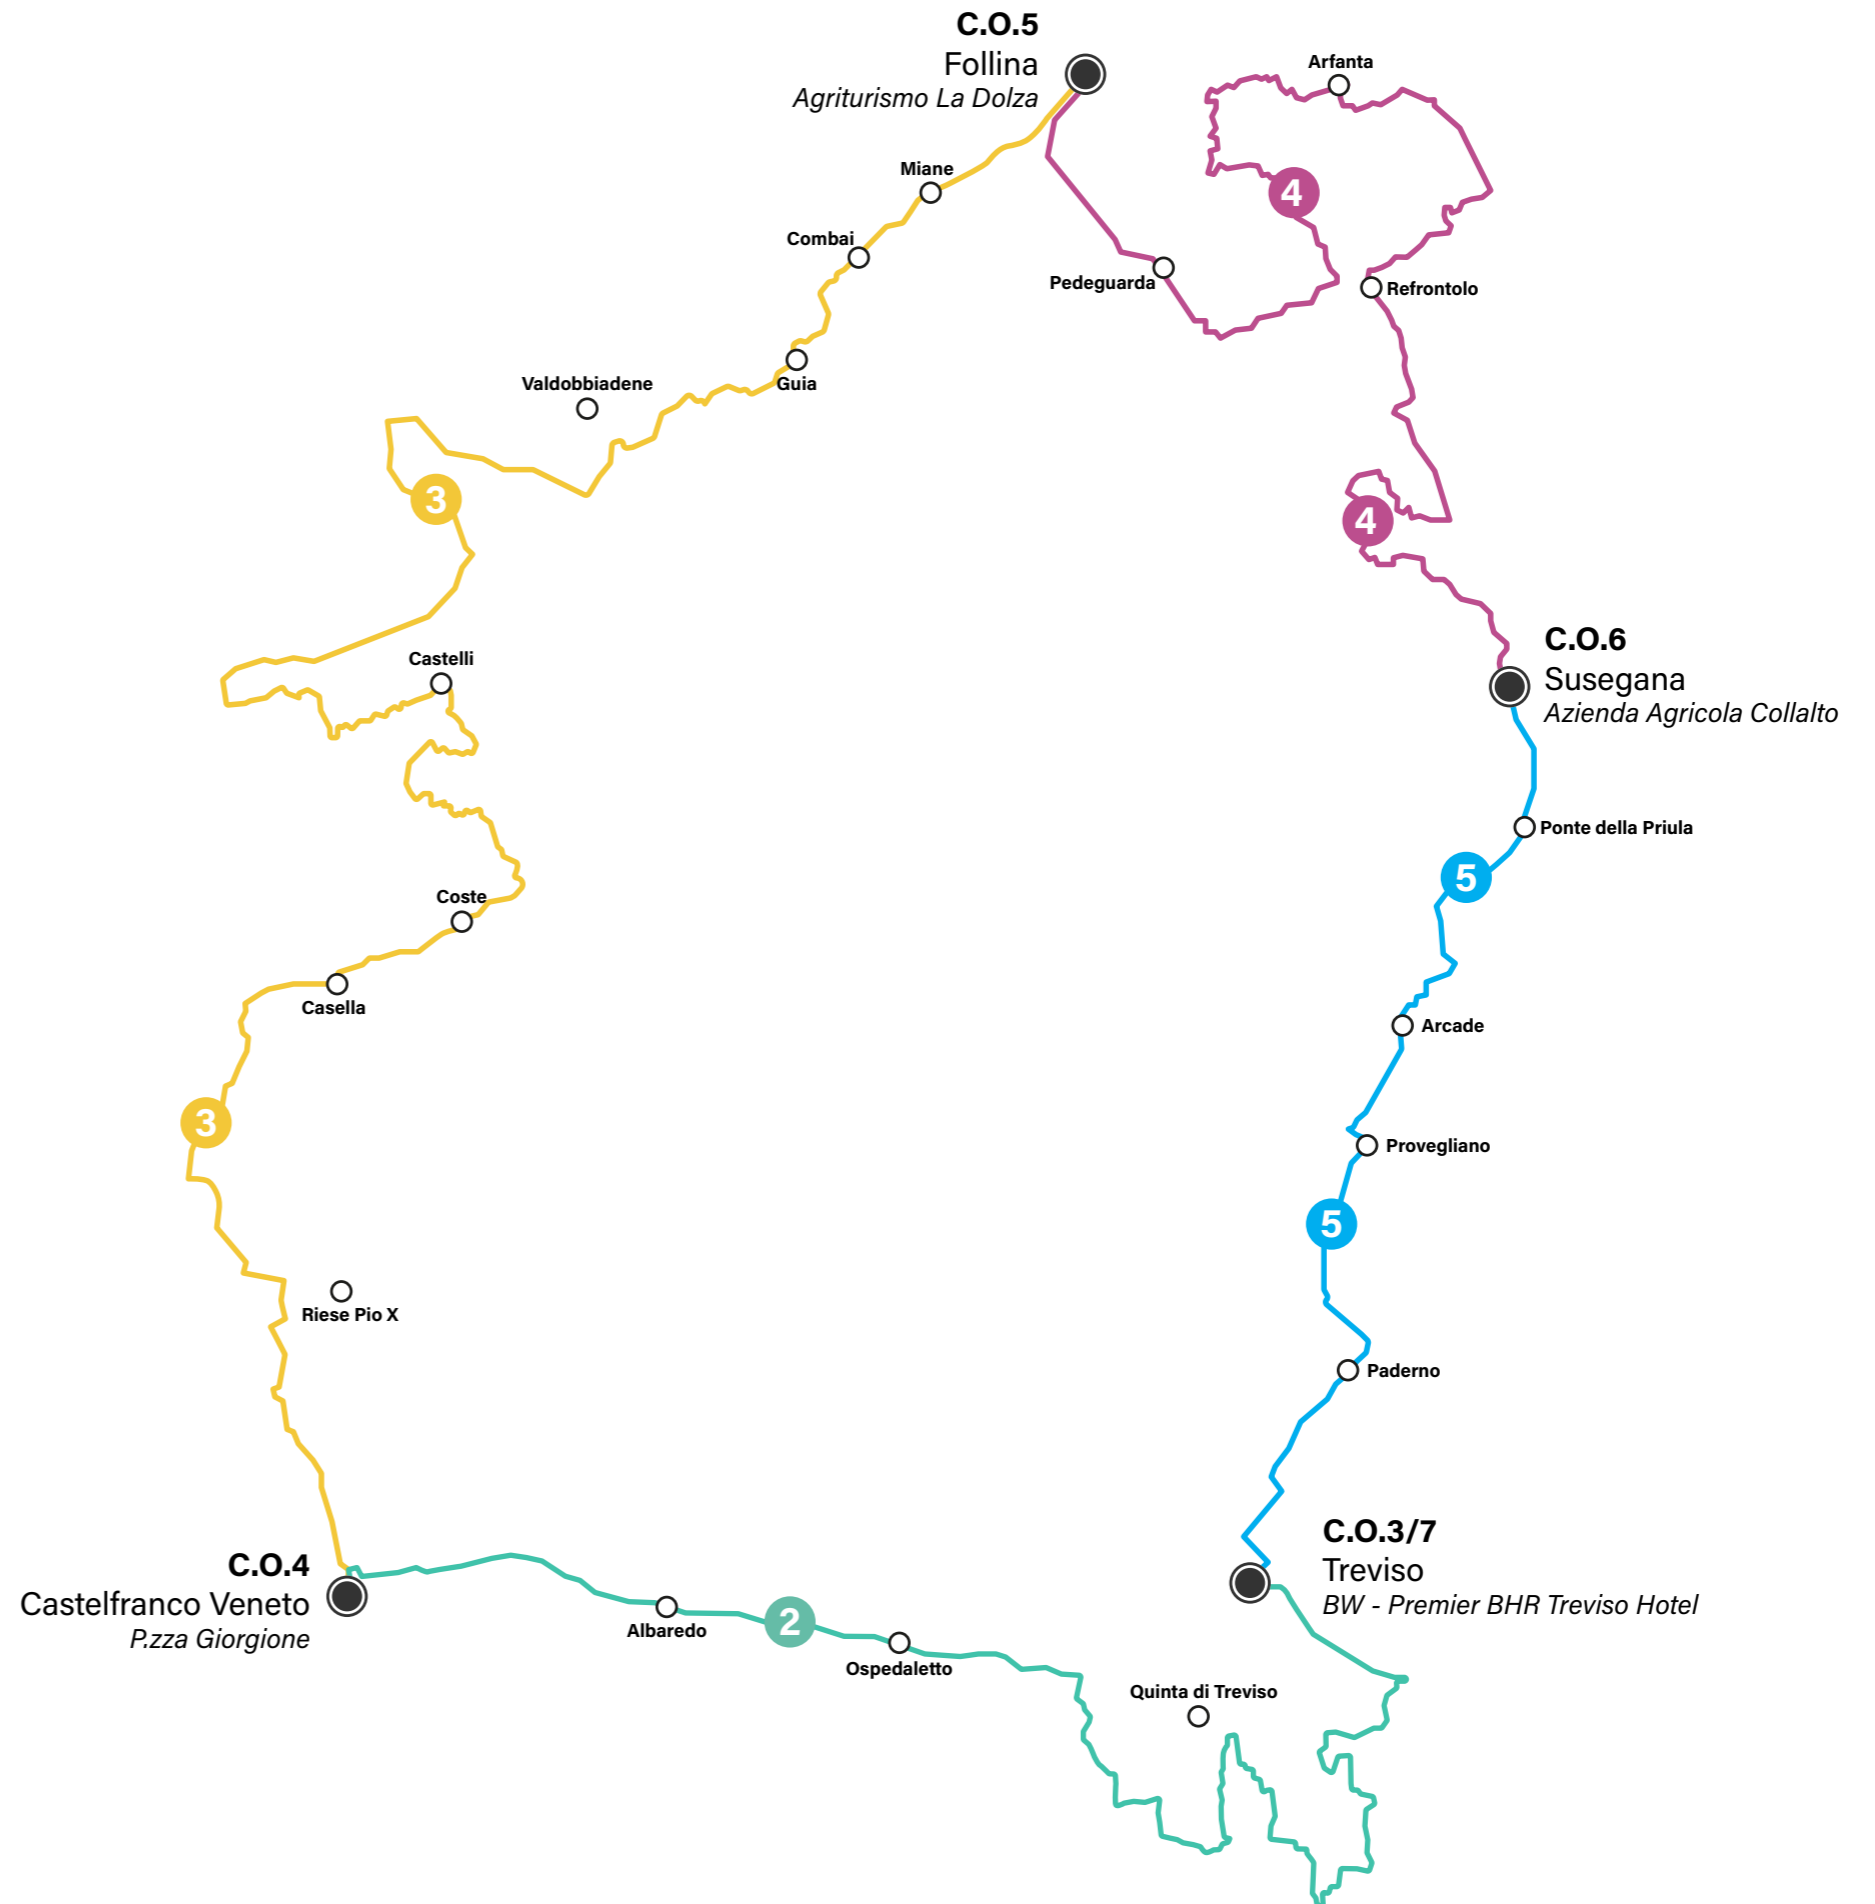 C.O.5
Follina
Agriturismo La Dolza
Arfanta
Miane
4
Combai
Pedeguarda
Refrontolo
Valdobbiadene
Guia
3
4
C.O.6
Susegana
Azienda Agricola Collalto
Castelli
Ponte della Priula
5
Coste
Casella
Arcade
3
Provegliano
5
Riese Pio X
Paderno
C.O.3/7
Treviso
BW - Premier BHR Treviso Hotel
C.O.4
Castelfranco Veneto
P.zza Giorgione
Albaredo
2
Ospedaletto
Quinta di Treviso